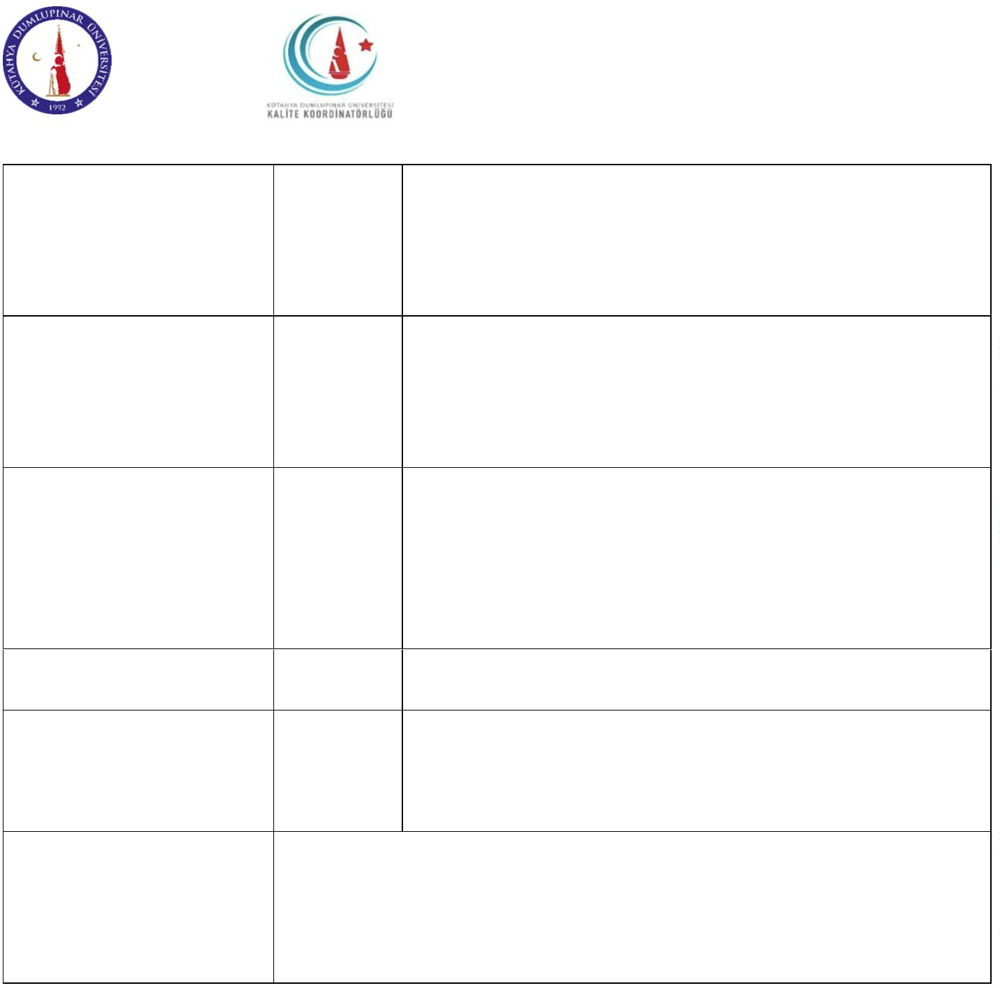 KÜTAHYA DUMLUPINAR ÜNİVERSİTESİ
1992
KÜTAHYA DUMLUPINAR ÜNİVERSİTESİ
KALİTE KOORDİNATÖRLÜĞÜ